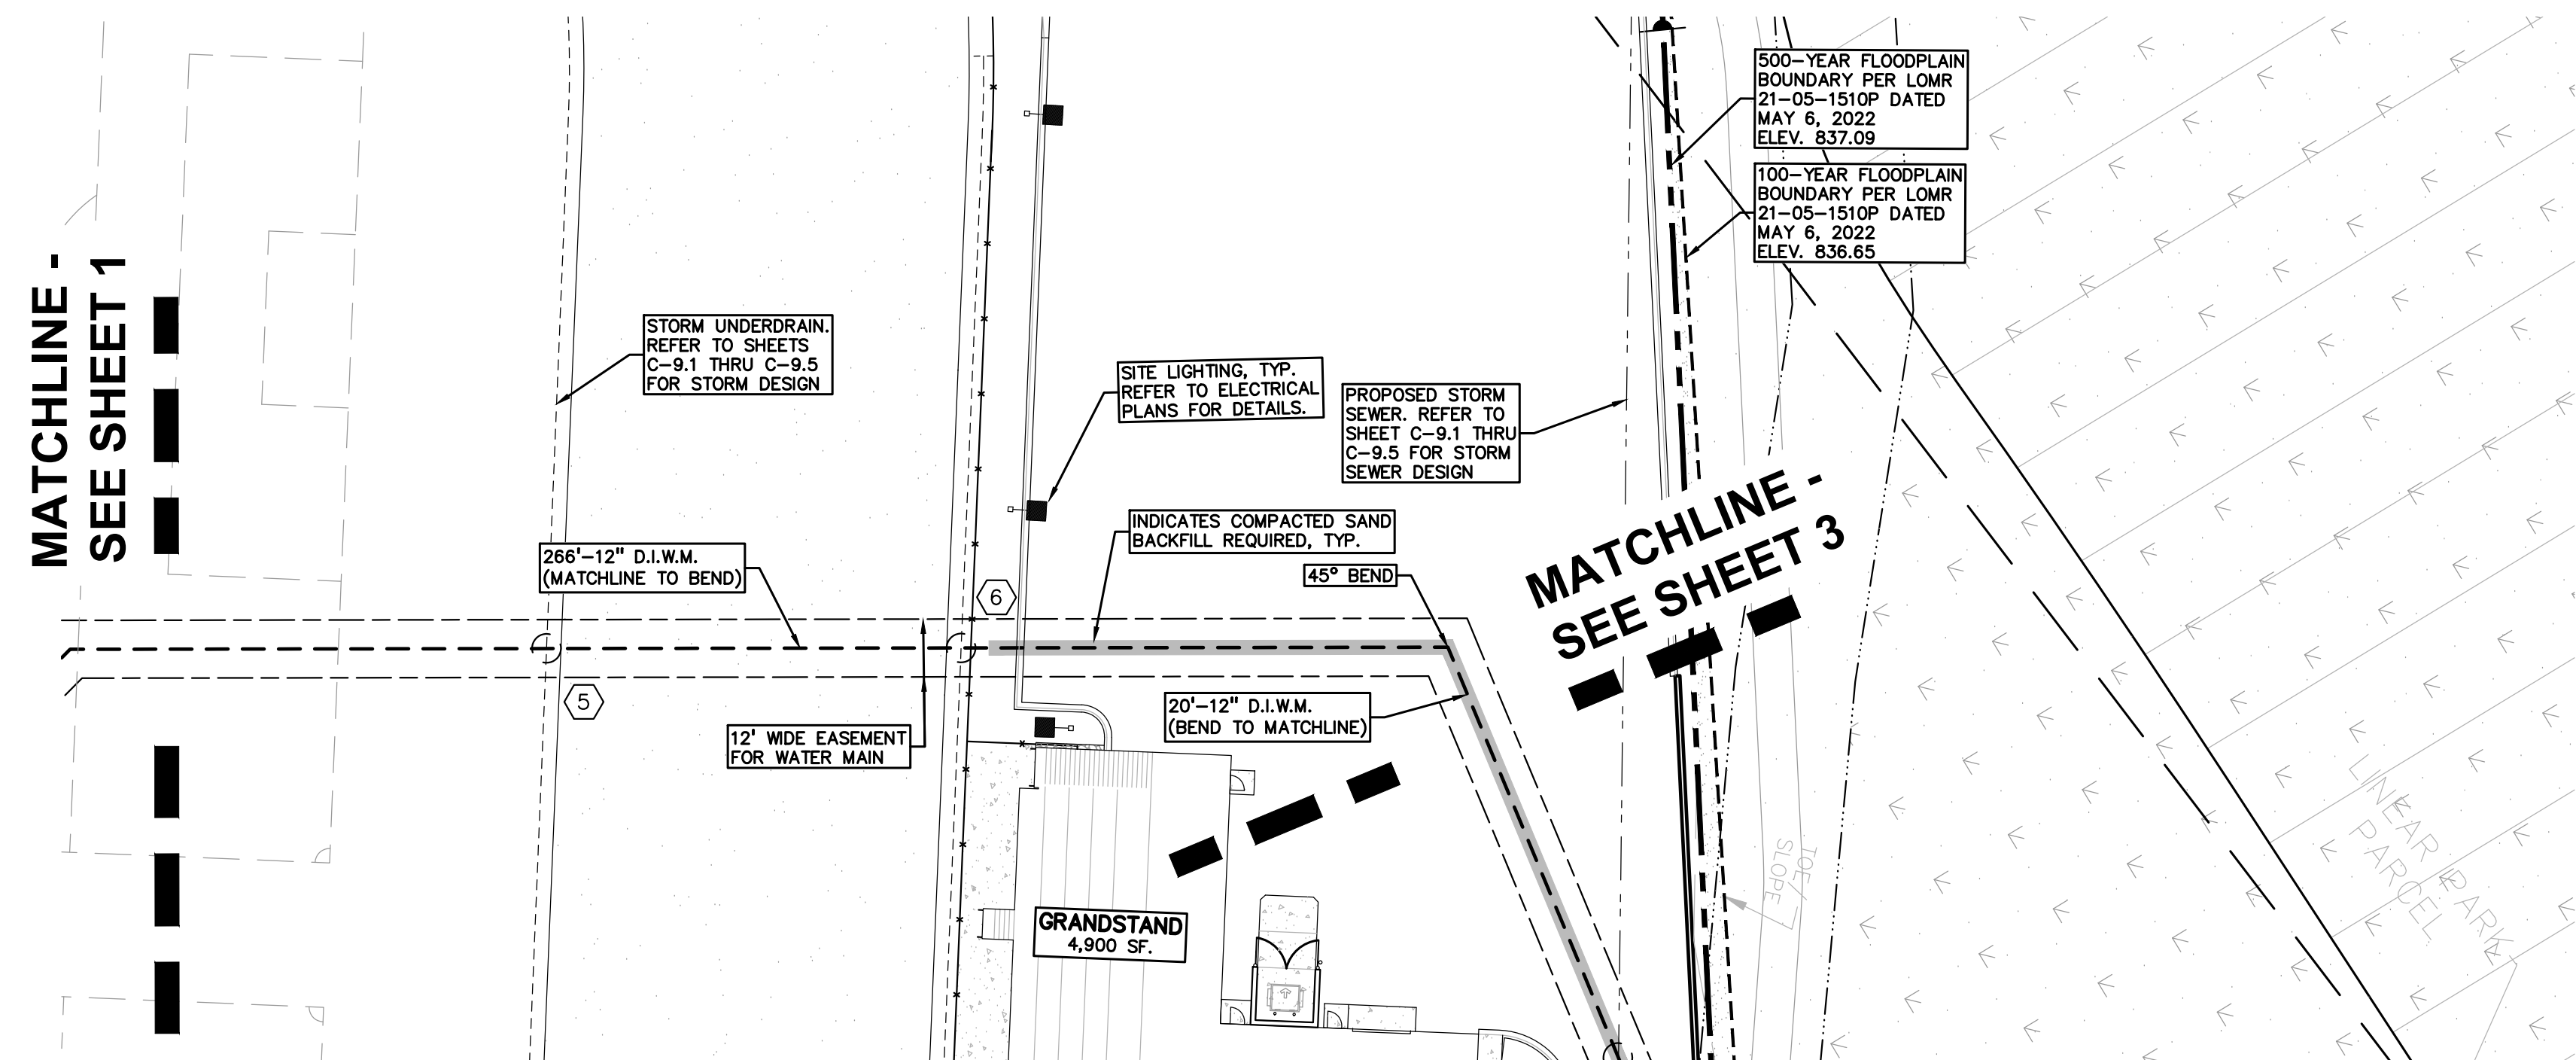 MATCHLINE -
SEE SHEET 1
500-YEAR FLOODPLAIN
BOUNDARY PER LOMR
21-05-1510P DATED
MAY 6, 2022
ELEV. 837.09
100-YEAR FLOODPLAIN
BOUNDARY PER LOMR
21-05-1510P DATED
MAY 6, 2022
ELEV. 836.65
STORM UNDERDRAIN.
REFER TO SHEETS
C-9.1 THRU C-9.5
FOR STORM DESIGN
SITE LIGHTING, TYP.
REFER TO ELECTRICAL
PLANS FOR DETAILS.
PROPOSED STORM
SEWER. REFER TO
SHEET C-9.1 THRU
C-9.5 FOR STORM
SEWER DESIGN
INDICATES COMPACTED SAND
BACKFILL REQUIRED, TYP.
45° BEND
MATCHLINE -
SEE SHEET 3
266'-12" D.I.W.M.
(MATCHLINE TO BEND)
6
5
12' WIDE EASEMENT
FOR WATER MAIN
20'-12" D.I.W.M.
(BEND TO MATCHLINE)
GRANDSTAND
4,900 SF.
TOE/
SLOPE
LINEAR PARK
PARCEL